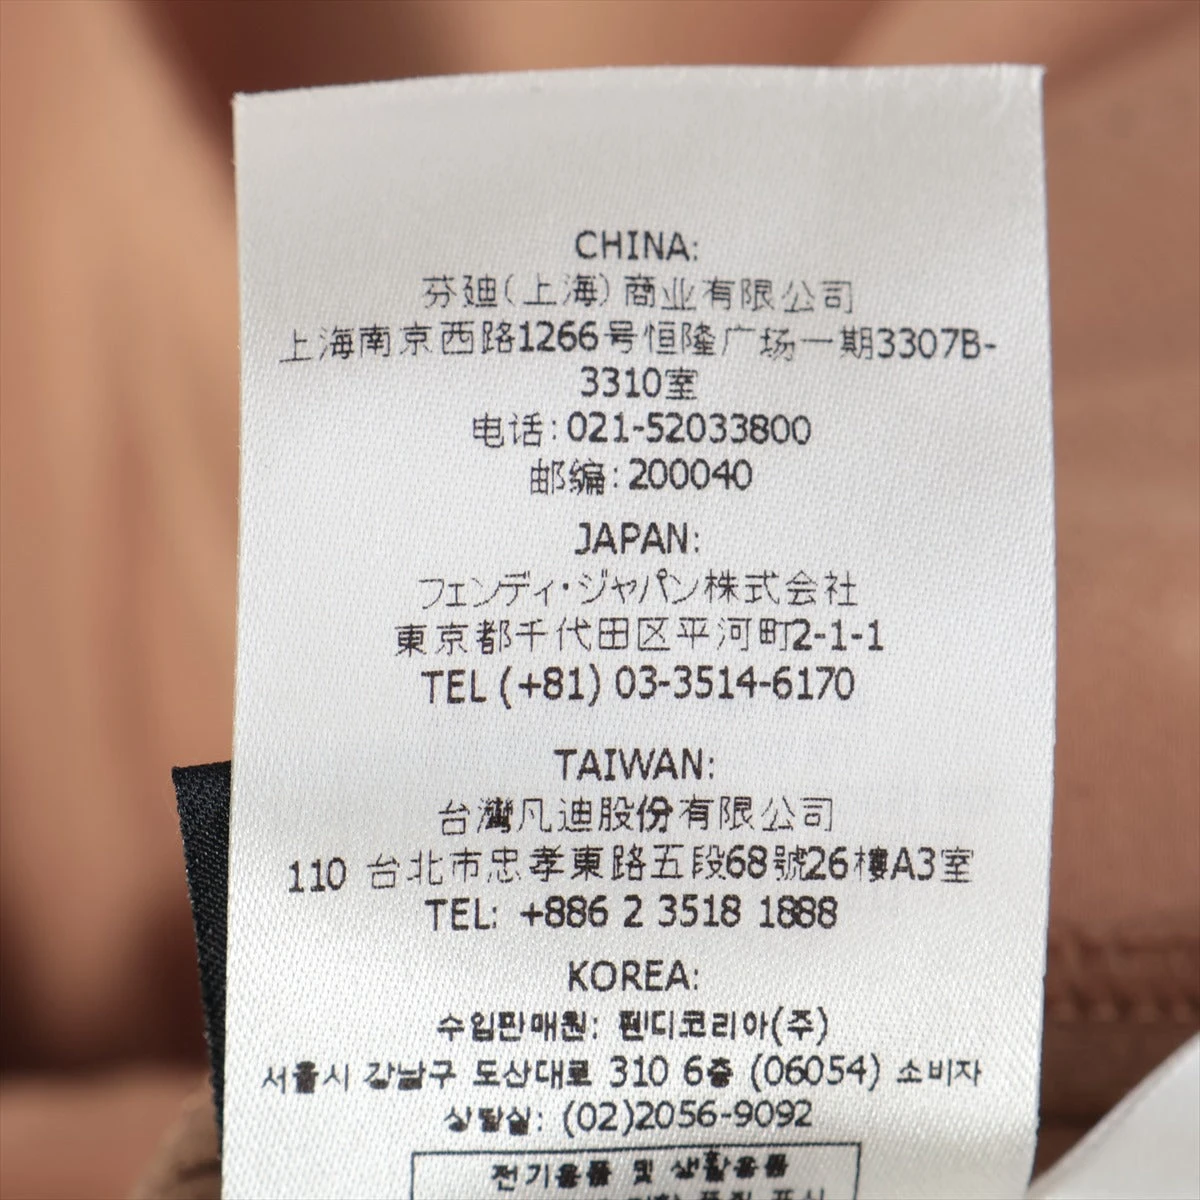 CHINA:
芬廸(上海)商业有限公司
上海南京西路1266号恒隆广场一期3307B-
3310室
电话:021-52033800
邮编:200040
JAPAN:
フェンディ・ジャパン株式会社
東京都千代田区平河町2-1-1
TEL (+81) 03-3514-6170
TAIWAN:
台灣凡迪股份有限公司
110 台北市忠孝東路五段68號26樓A3室
TEL: +886 2 3518 1888
KOREA:
수입판매원: 펜디코리아(주)
서울시 강남구 도산대로 310 6층 (06054) 소비자
상담실: (02)2056-9092
전기용품 및 생활용품
품질 표시